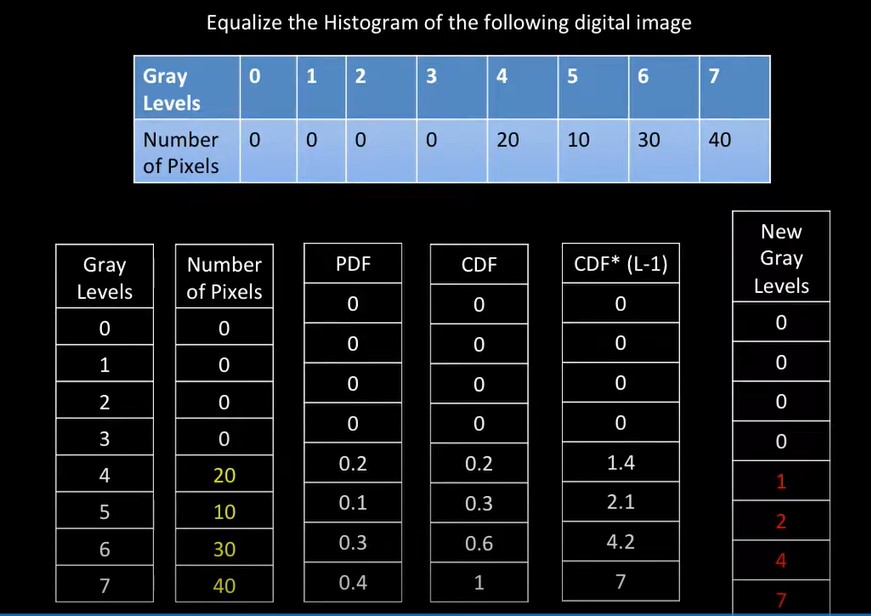 Equalize the Histogram of the following digital image
Gray Levels 0 1 2 3 4 5 6 7
Number of Pixels 0 0 0 0 20 10 30 40
Gray Levels Number of Pixels PDF CDF CDF* (L-1) New Gray Levels
0 0 0 0 0 0
1 0 0 0 0 0
2 0 0 0 0 0
3 0 0 0 0 0
4 20 0.2 0.2 1.4 1
5 10 0.1 0.3 2.1 2
6 30 0.3 0.6 4.2 4
7 40 0.4 1 7 7